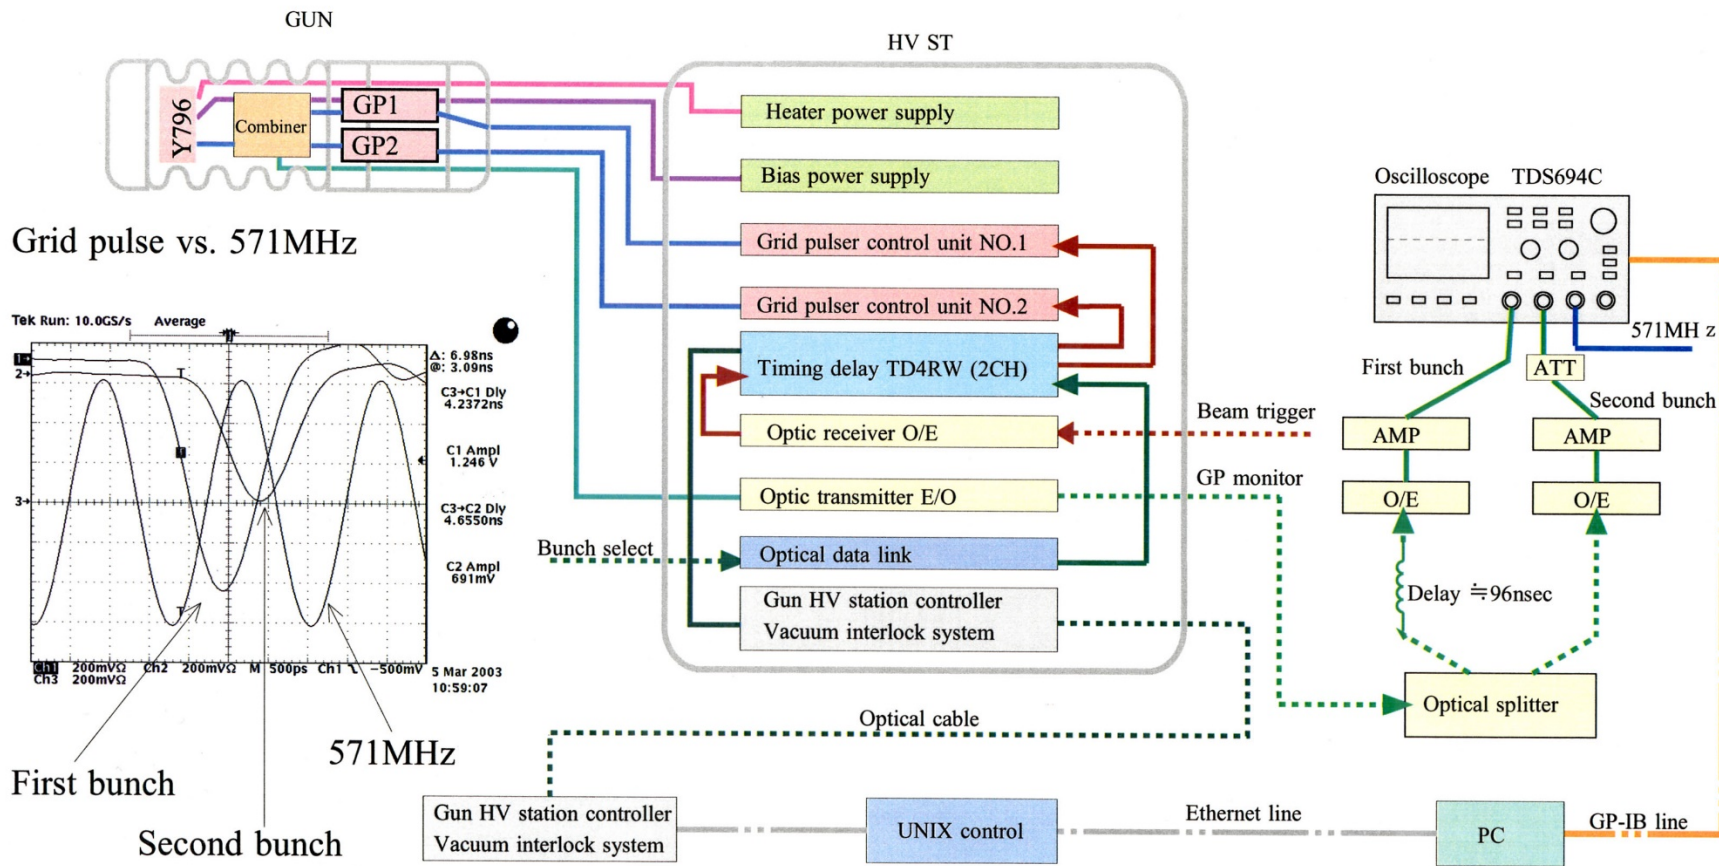 GUN
HV ST
Y796
Combiner
GP1
GP2
Heater power supply
Bias power supply
Grid pulser control unit NO.1
Grid pulser control unit NO.2
Timing delay TD4RW (2CH)
Optic receiver O/E
Optic transmitter E/O
Optical data link
Gun HV station controller
Vacuum interlock system
Grid pulse vs. 571MHz
Tek Run: 10.0GS/s Average
1
2
3
T
T
Δ: 6.98ns
@: 3.09ns
C3→C1 Dly
4.2372ns
C1 Ampl
1.246 V
C3→C2 Dly
4.6550ns
C2 Ampl
691mV
Ch1 200mVΩ Ch2 200mVΩ M 500ps Ch1 -500mV
Ch3 200mVΩ
5 Mar 2003
10:59:07
First bunch
Second bunch
571MHz
Bunch select
Beam trigger
GP monitor
Optical cable
Oscilloscope TDS694C
571MH z
First bunch
ATT
Second bunch
AMP
AMP
O/E
O/E
Delay ≒96nsec
Optical splitter
Gun HV station controller
Vacuum interlock system
UNIX control
Ethernet line
PC
GP-IB line